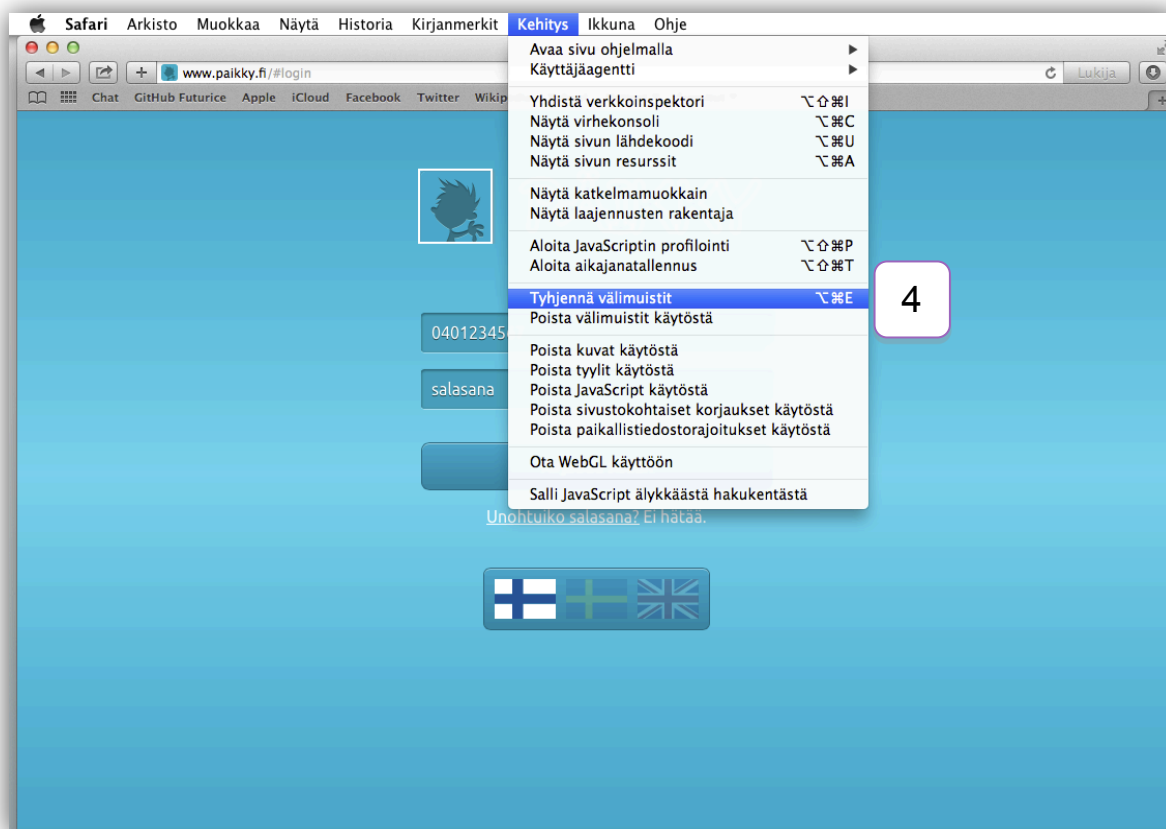 Safari Arkisto Muokkaa Näytä Historia Kirjanmerkit Kehitys Ikkuna Ohje
www.paikky.fi/#login
Lukija
Chat GitHub Futurice Apple iCloud Facebook Twitter
Avaa sivu ohjelmalla ▶
Käyttäjäagentti ▶
Yhdistä verkkoinspektori ⌥⇧⌘I
Näytä virhekonsoli ⌥⌘C
Näytä sivun lähdekoodi ⌥⌘U
Näytä sivun resurssit ⌥⌘A
Näytä katkelmamuokkain
Näytä laajennusten rakentaja
Aloita JavaScriptin profilointi ⌥⇧⌘P
Aloita aikajanatallennus ⌥⇧⌘T
Tyhjennä välimuistit ⌥⌘E
4
Poista välimuistit käytöstä
Poista kuvat käytöstä
Poista tyylit käytöstä
Poista JavaScript käytöstä
Poista sivustokohtaiset korjaukset käytöstä
Poista paikallistiedostorajoitukset käytöstä
Ota WebGL käyttöön
Salli JavaScript älykkäästä hakukentästä
0401234
salasana
Unohtuiko salasana? Ei hätää.